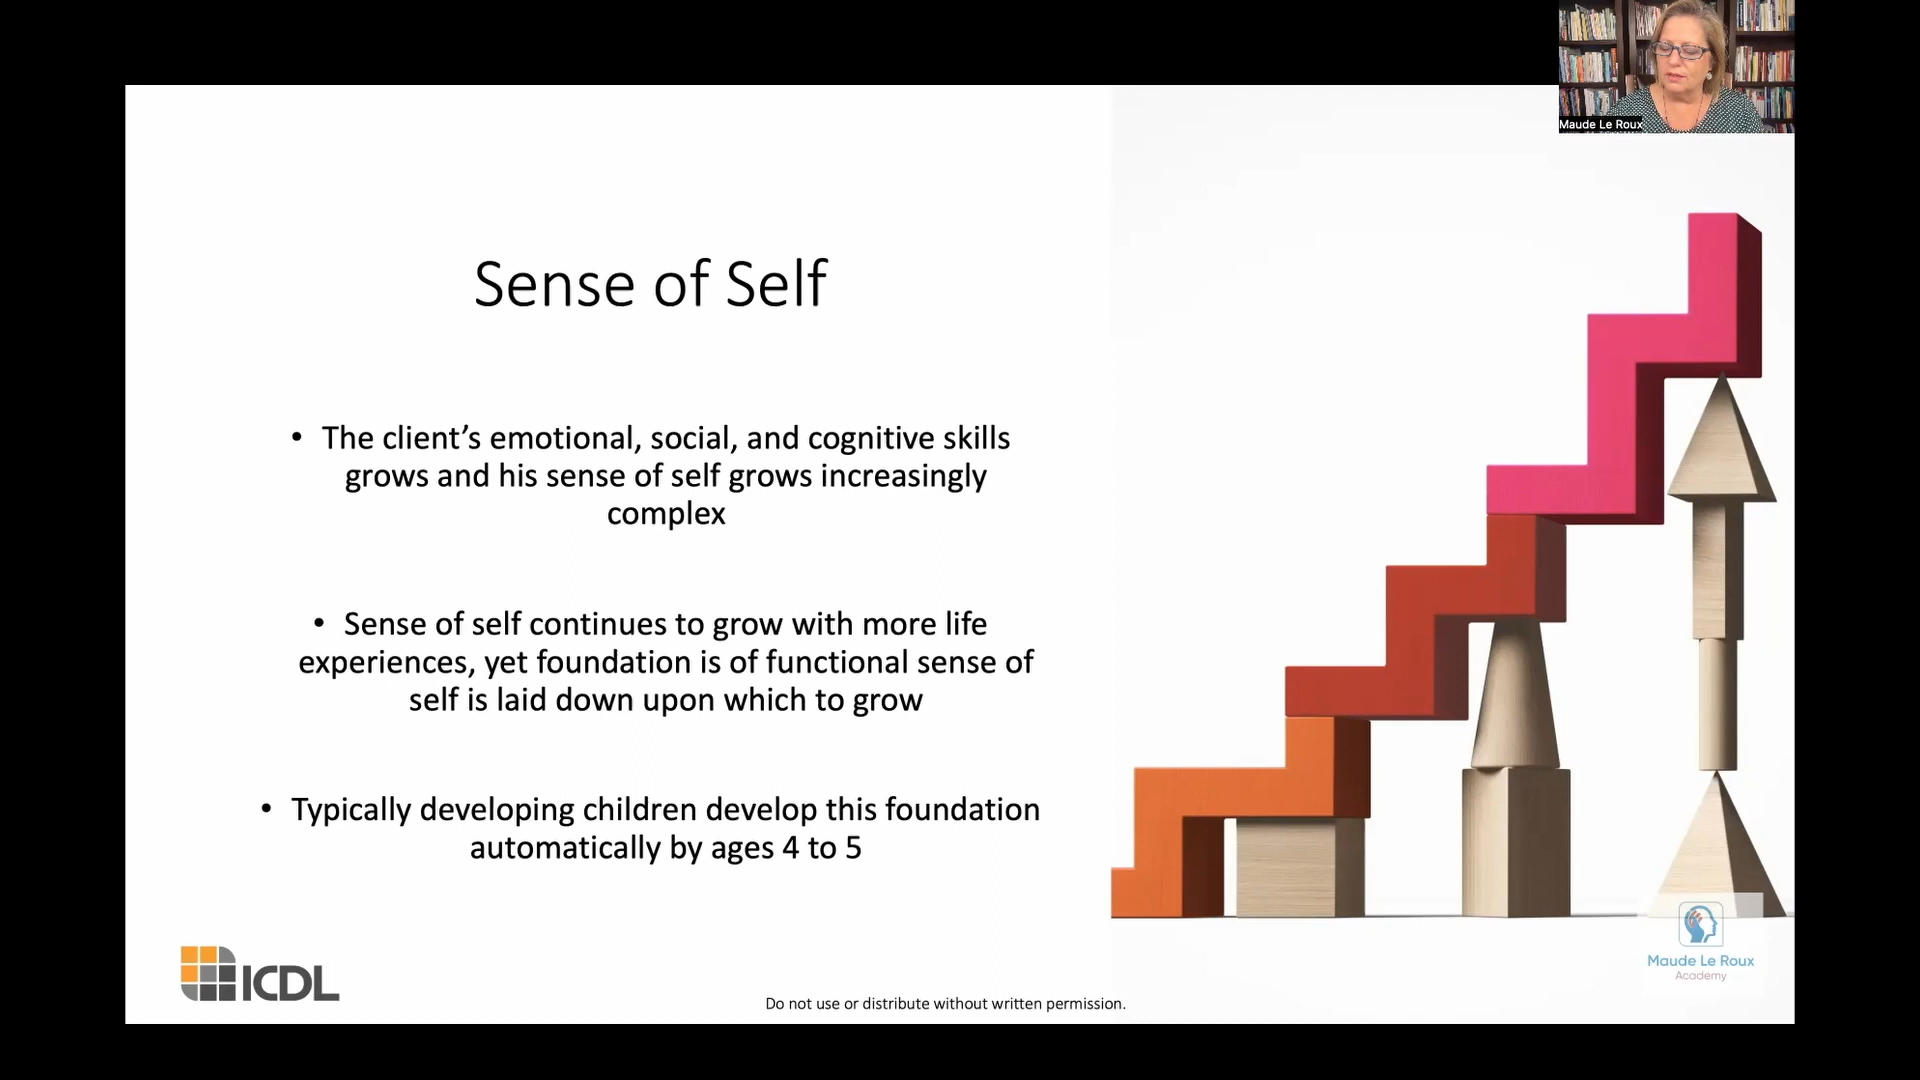 Maude Le Roux
Sense of Self
• The client’s emotional, social, and cognitive skills
grows and his sense of self grows increasingly
complex
• Sense of self continues to grow with more life
experiences, yet foundation is of functional sense of
self is laid down upon which to grow
• Typically developing children develop this foundation
automatically by ages 4 to 5
ICDL
Do not use or distribute without written permission.
Maude Le Roux
Academy